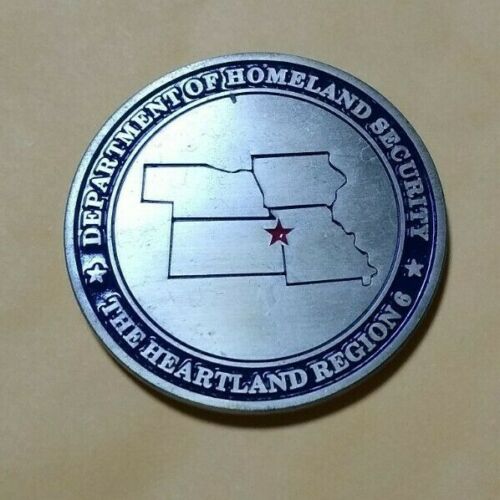 DEPARTMENT OF HOMELAND SECURITY
THE HEARTLAND REGION 6